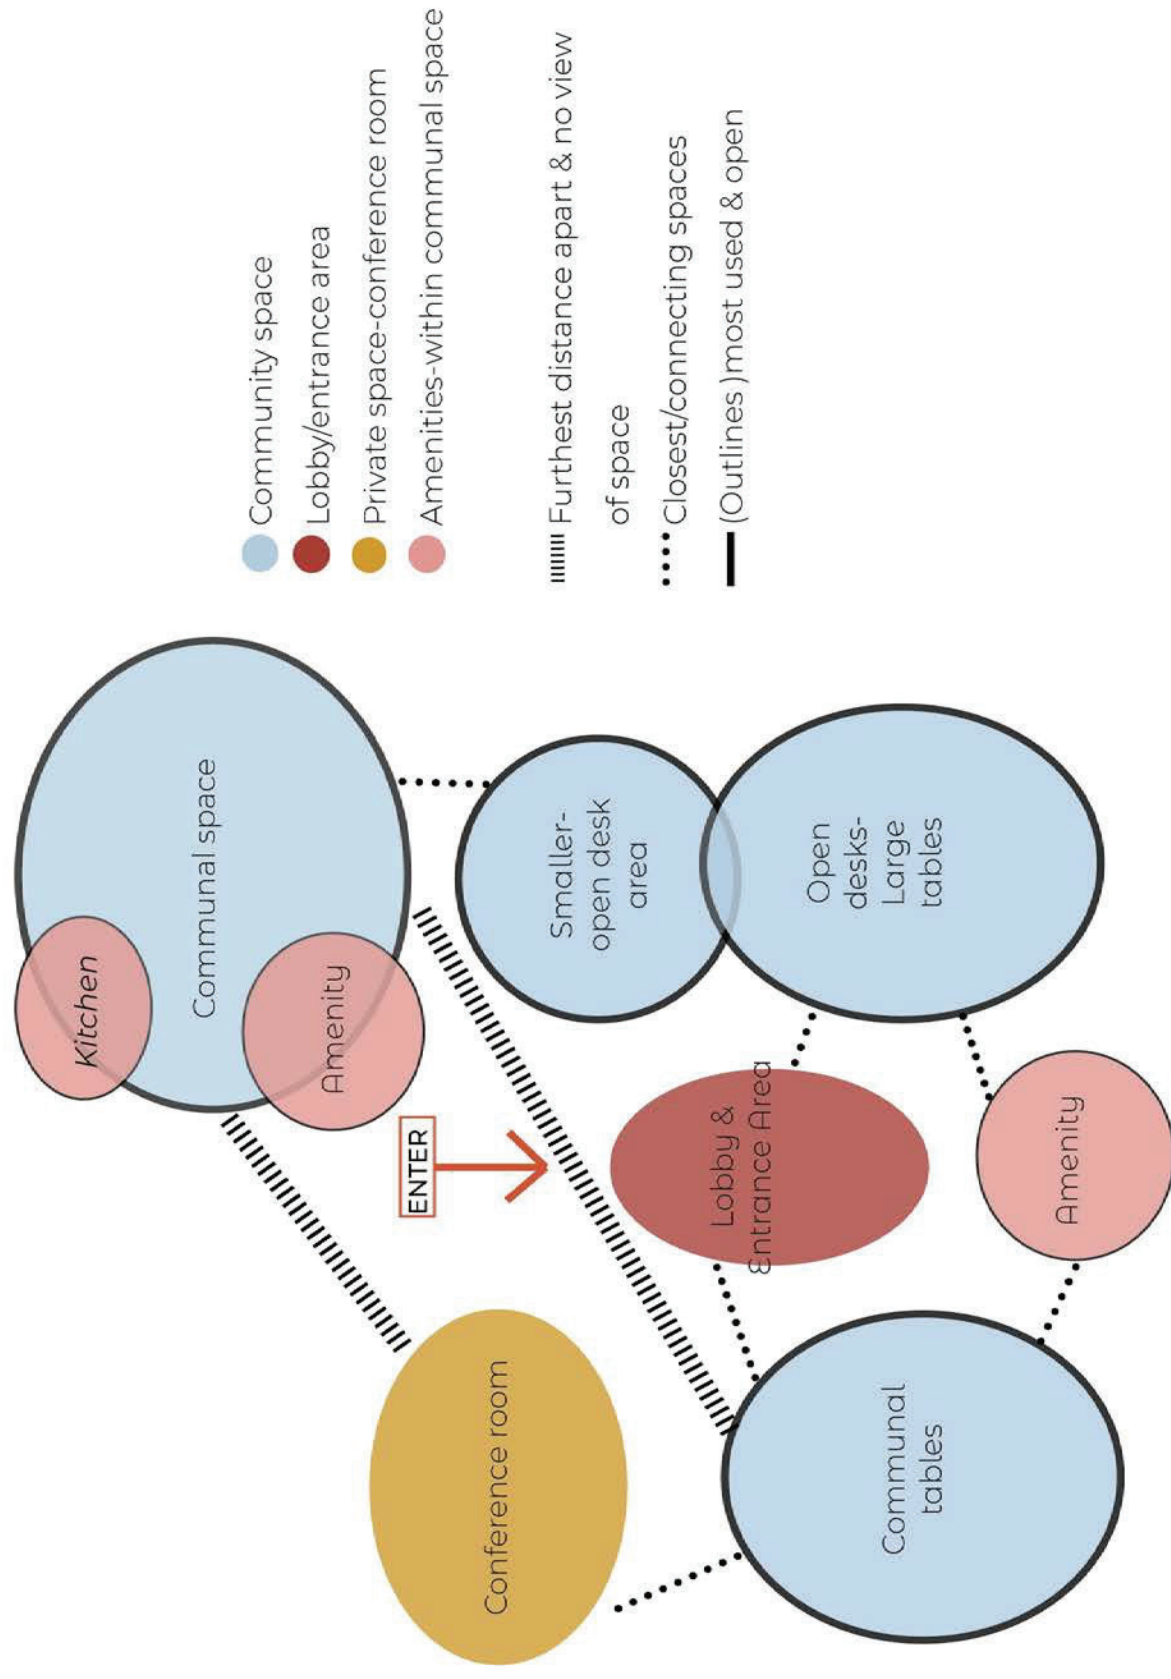 Kitchen
Communal space
Amenity
ENTER
Conference room
Smaller-
open desk
area
Lobby &
Entrance Area
Open
desks-
Large
tables
Communal
tables
Amenity
Community space
Lobby/entrance area
Private space-conference room
Amenities-within communal space
Furthest distance apart & no view
of space
Closest/connecting spaces
(Outlines )most used & open